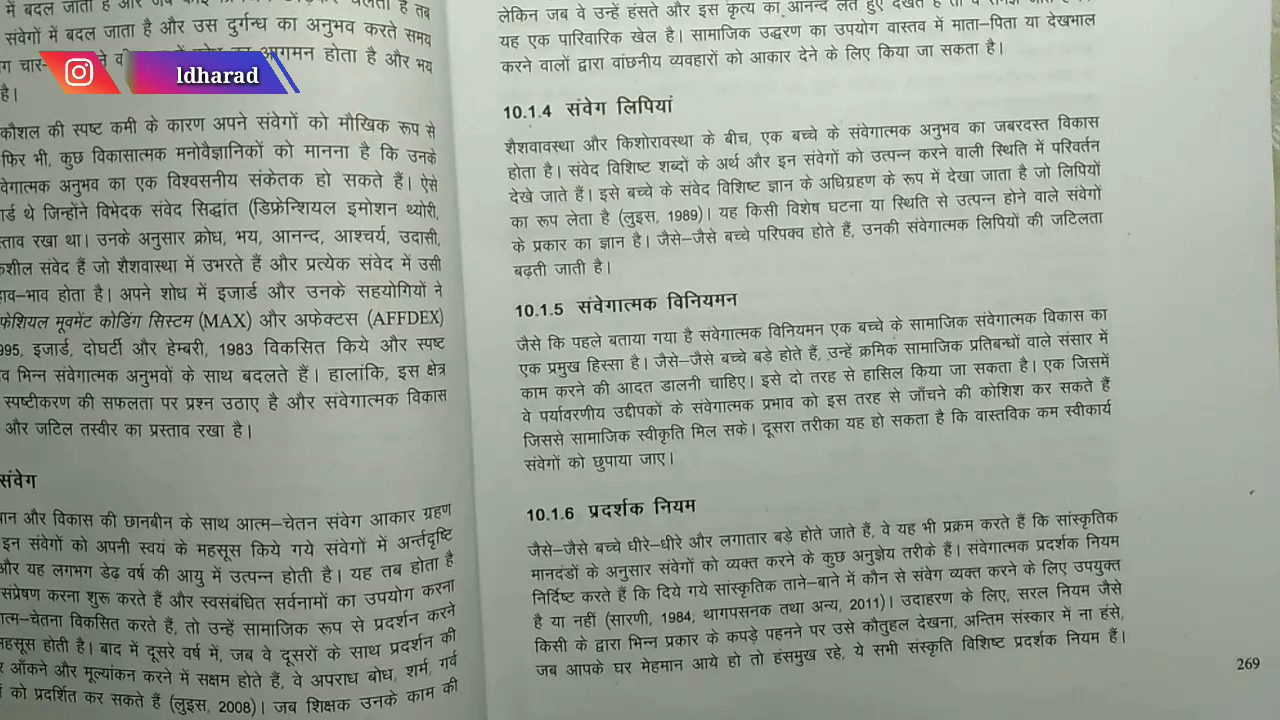 में बदल जाता है और जब
संवेगों में बदल जाता है और उस दुर्गन्ध का अनुभव करते समय
आगमन होता है और भय
है।
कौशल की स्पष्ट कमी के कारण अपने संवेगों को मौखिक रूप से
फिर भी, कुछ विकासात्मक मनोवैज्ञानिकों को मानना है कि उनके
वेगात्मक अनुभव का एक विश्वसनीय संकेतक हो सकते हैं। ऐसे
ार्ड थे जिन्होंने विभेदक संवेद सिद्धांत (डिफ्रेन्शियल इमोशन थ्योरी,
स्ताव रखा था। उनके अनुसार क्रोध, भय, आनन्द, आश्चर्य, उदासी,
कशील संवेद हैं जो शैशवास्था में उभरते हैं और प्रत्येक संवेद में उसी
हाव–भाव होता है। अपने शोध में इजार्ड और उनके सहयोगियों ने
फेशियल मूवमेंट कोडिंग सिस्टम (MAX) और अफेक्टस (AFFDEX)
995, इजार्ड, दोघर्टी और हेम्बरी, 1983 विकसित किये और स्पष्ट
व भिन्न संवेगात्मक अनुभवों के साथ बदलते हैं। हालांकि, इस क्षेत्र
स्पष्टीकरण की सफलता पर प्रश्न उठाए है और संवेगात्मक विकास
और जटिल तस्वीर का प्रस्ताव रखा है।
संवेग
ान और विकास की छानबीन के साथ आत्म–चेतन संवेग आकार ग्रहण
इन संवेगों को अपनी स्वयं के महसूस किये गये संवेगों में अर्न्तदृष्टि
और यह लगभग डेढ़ वर्ष की आयु में उत्पन्न होती है। यह तब होता है
संप्रेषण करना शुरू करते हैं और स्वसंबंधित सर्वनामों का उपयोग करना
ात्म–चेतना विकसित करते हैं, तो उन्हें सामाजिक रूप से प्रदर्शन करने
महसूस होती है। बाद में दूसरे वर्ष में, जब वे दूसरों के साथ प्रदर्शन की
आँकने और मूल्यांकन करने में सक्षम होते हैं, वे अपराध बोध, शर्म, गर्व
को प्रदर्शित कर सकते हैं (लुइस, 2008)। जब शिक्षक उनके काम की
ldharad
लेकिन जब वे उन्हें हंसते और इस कृत्य का आनन्द लेते हुए देखते हैं
यह एक पारिवारिक खेल है। सामाजिक उद्धरण का उपयोग वास्तव में माता–पिता या देखभाल
करने वालों द्वारा वांछनीय व्यवहारों को आकार देने के लिए किया जा सकता है।
10.1.4 संवेग लिपियां
शैशवावस्था और किशोरावस्था के बीच, एक बच्चे के संवेगात्मक अनुभव का जबरदस्त विकास
होता है। संवेद विशिष्ट शब्दों के अर्थ और इन संवेगों को उत्पन्न करने वाली स्थिति में परिवर्तन
देखे जाते हैं। इसे बच्चे के संवेद विशिष्ट ज्ञान के अधिग्रहण के रूप में देखा जाता है जो लिपियों
का रूप लेता है (लुइस, 1989)। यह किसी विशेष घटना या स्थिति से उत्पन्न होने वाले संवेगों
के प्रकार का ज्ञान है। जैसे–जैसे बच्चे परिपक्व होते हैं, उनकी संवेगात्मक लिपियों की जटिलता
बढ़ती जाती है।
10.1.5 संवेगात्मक विनियमन
जैसे कि पहले बताया गया है संवेगात्मक विनियमन एक बच्चे के सामाजिक संवेगात्मक विकास का
एक प्रमुख हिस्सा है। जैसे–जैसे बच्चे बड़े होते हैं, उन्हें क्रमिक सामाजिक प्रतिबन्धों वाले संसार में
काम करने की आदत डालनी चाहिए। इसे दो तरह से हासिल किया जा सकता है। एक जिसमें
वे पर्यावरणीय उद्दीपकों के संवेगात्मक प्रभाव को इस तरह से जाँचने की कोशिश कर सकते हैं
जिससे सामाजिक स्वीकृति मिल सके। दूसरा तरीका यह हो सकता है कि वास्तविक कम स्वीकार्य
संवेगों को छुपाया जाए।
10.1.6 प्रदर्शक नियम
जैसे–जैसे बच्चे धीरे–धीरे और लगातार बड़े होते जाते हैं, वे यह भी प्रक्रम करते हैं कि सांस्कृतिक
मानदंडों के अनुसार संवेगों को व्यक्त करने के कुछ अनुज्ञेय तरीके हैं। संवेगात्मक प्रदर्शक नियम
निर्दिष्ट करते हैं कि दिये गये सांस्कृतिक ताने–बाने में कौन से संवेग व्यक्त करने के लिए उपयुक्त
है या नहीं (सारणी, 1984, थागपसनक तथा अन्य, 2011)। उदाहरण के लिए, सरल नियम जैसे
किसी के द्वारा भिन्न प्रकार के कपड़े पहनने पर उसे कौतुहल देखना, अन्तिम संस्कार में ना हंसे,
जब आपके घर मेहमान आये हो तो हंसमुख रहे, ये सभी संस्कृति विशिष्ट प्रदर्शक नियम हैं।
269